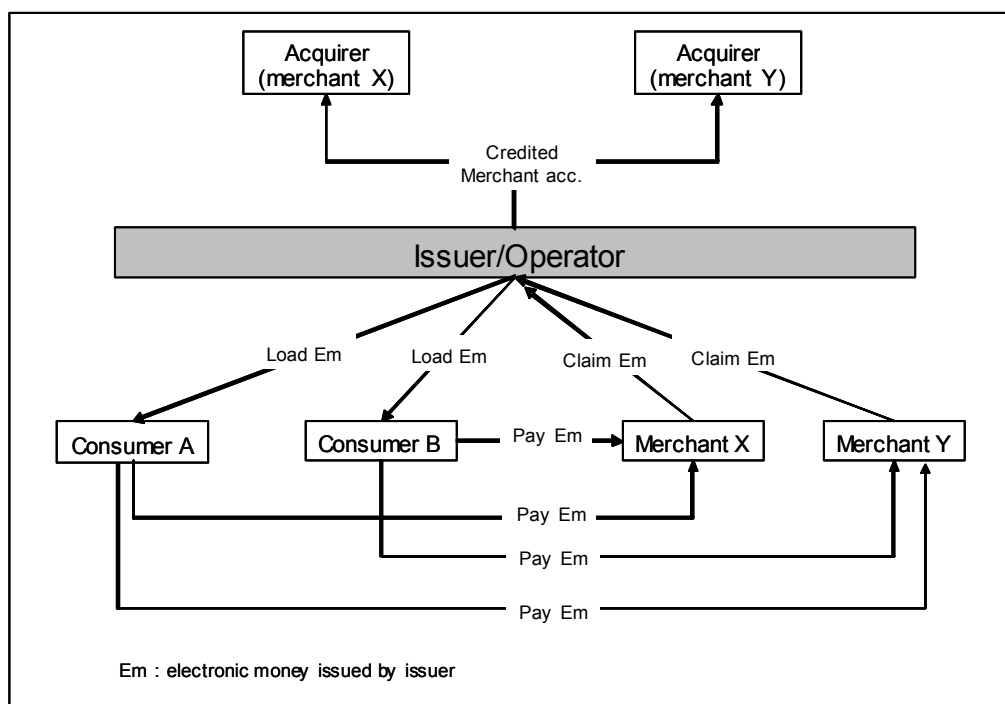 Acquirer
(merchant X)
Acquirer
(merchant Y)
Credited
Merchant acc.
Issuer/Operator
Load Em
Load Em
Claim Em
Claim Em
Consumer A
Consumer B
Pay Em
Merchant X
Merchant Y
Pay Em
Pay Em
Pay Em
Em : electronic money issued by issuer